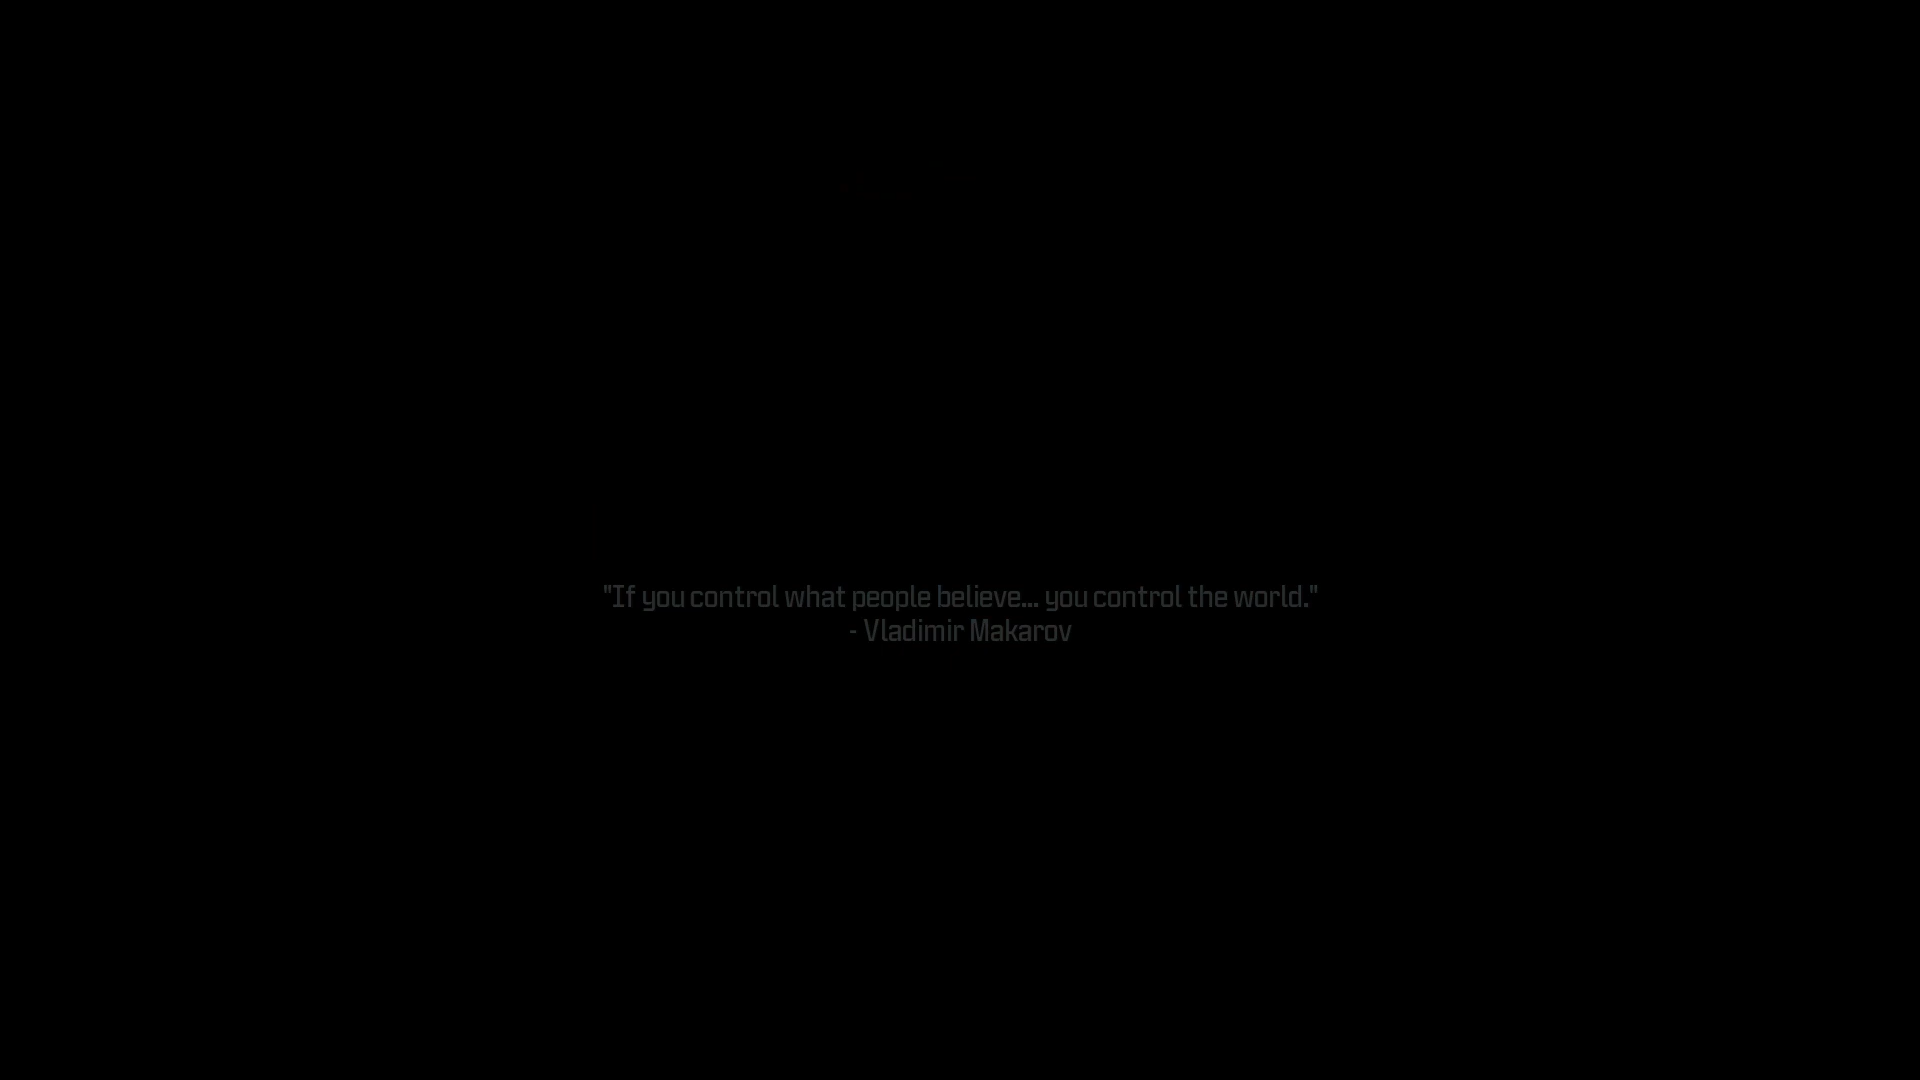 "If you control what people believe... you control the world."
- Vladimir Makarov